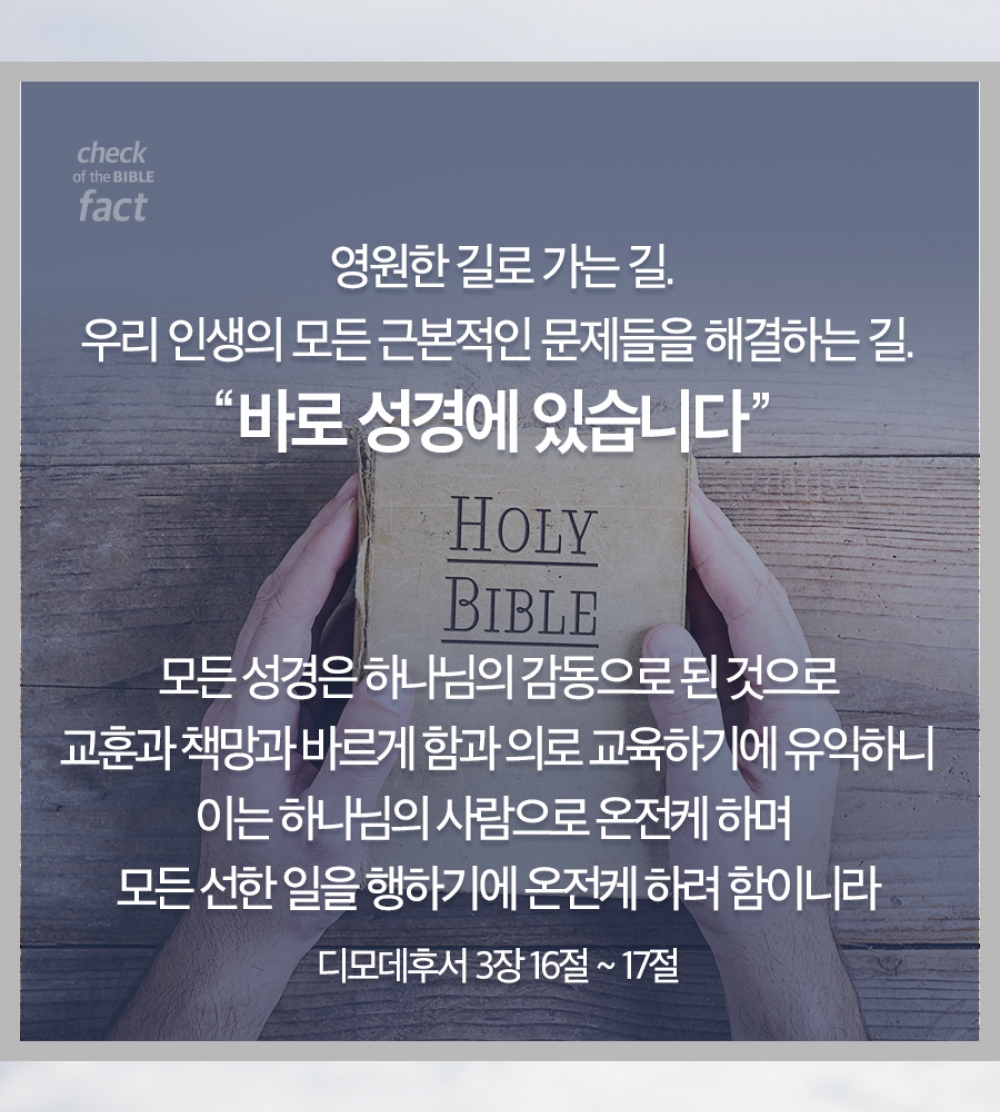 check
of the BIBLE
fact
영원한 길로 가는 길.
우리 인생의 모든 근본적인 문제들을 해결하는 길.
“바로 성경에 있습니다”
HOLY
BIBLE
모든 성경은 하나님의 감동으로 된 것으로
교훈과 책망과 바르게 함과 의로 교육하기에 유익하니
이는 하나님의 사람으로 온전케 하며
모든 선한 일을 행하기에 온전케 하려 함이니라
디모데후서 3장 16절 ~ 17절